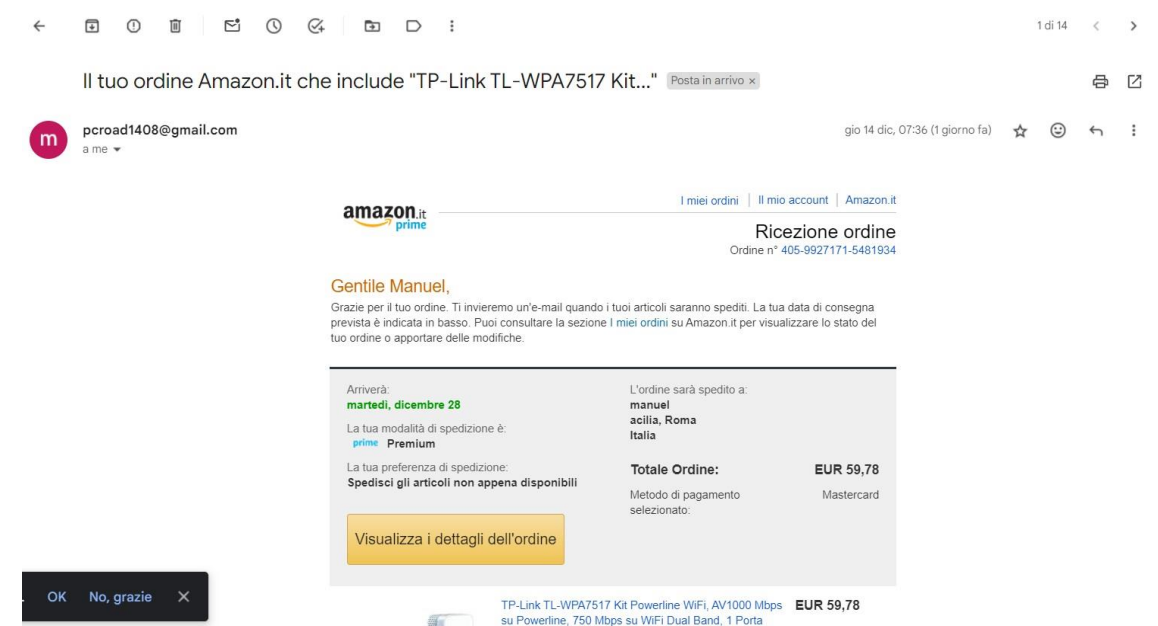 1 di 14
Il tuo ordine Amazon.it che include "TP-Link TL-WPA7517 Kit..." Posta in arrivo ×
m
pcroad1408@gmail.com
gio 14 dic, 07:36 (1 giorno fa)
a me
amazon.it
prime
I miei ordini | Il mio account | Amazon.it
Ricezione ordine
Ordine n° 405-9927171-5481934
Gentile Manuel,
Grazie per il tuo ordine. Ti invieremo un'e-mail quando i tuoi articoli saranno spediti. La tua data di consegna
prevista è indicata in basso. Puoi consultare la sezione I miei ordini su Amazon.it per visualizzare lo stato del
tuo ordine o apportare delle modifiche.
Arriverà:
martedì, dicembre 28
La tua modalità di spedizione è:
prime Premium
La tua preferenza di spedizione:
Spedisci gli articoli non appena disponibili
Visualizza i dettagli dell'ordine
L'ordine sarà spedito a:
manuel
acilia, Roma
Italia
Totale Ordine: EUR 59,78
Metodo di pagamento Mastercard
selezionato:
. OK No, grazie ×
TP-Link TL-WPA7517 Kit Powerline WiFi, AV1000 Mbps EUR 59,78
su Powerline, 750 Mbps su WiFi Dual Band, 1 Porta